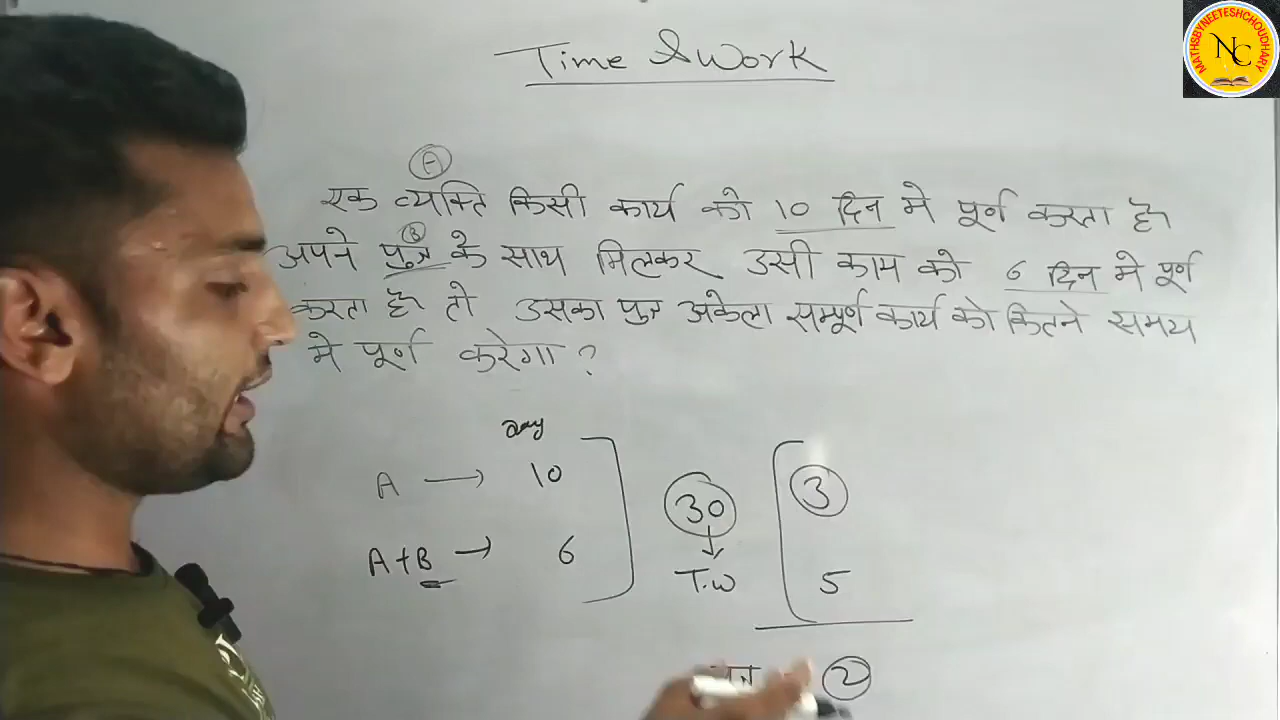 MATHSBYNEETESHCHOUDHARY
NC
Time & Work
A
एक व्यक्ति किसी कार्य को 10 दिन मे पूर्ण करता है।
B
अपने पुत्र के साथ मिलकर उसी काम को 6 दिन मे पूर्ण
करता है। तो उसका पुत्र अकेला सम्पूर्ण कार्य को कितने समय
मे पूर्ण करेगा ?
Day
A → 10 30 3
A+B → 6 T.W 5
2